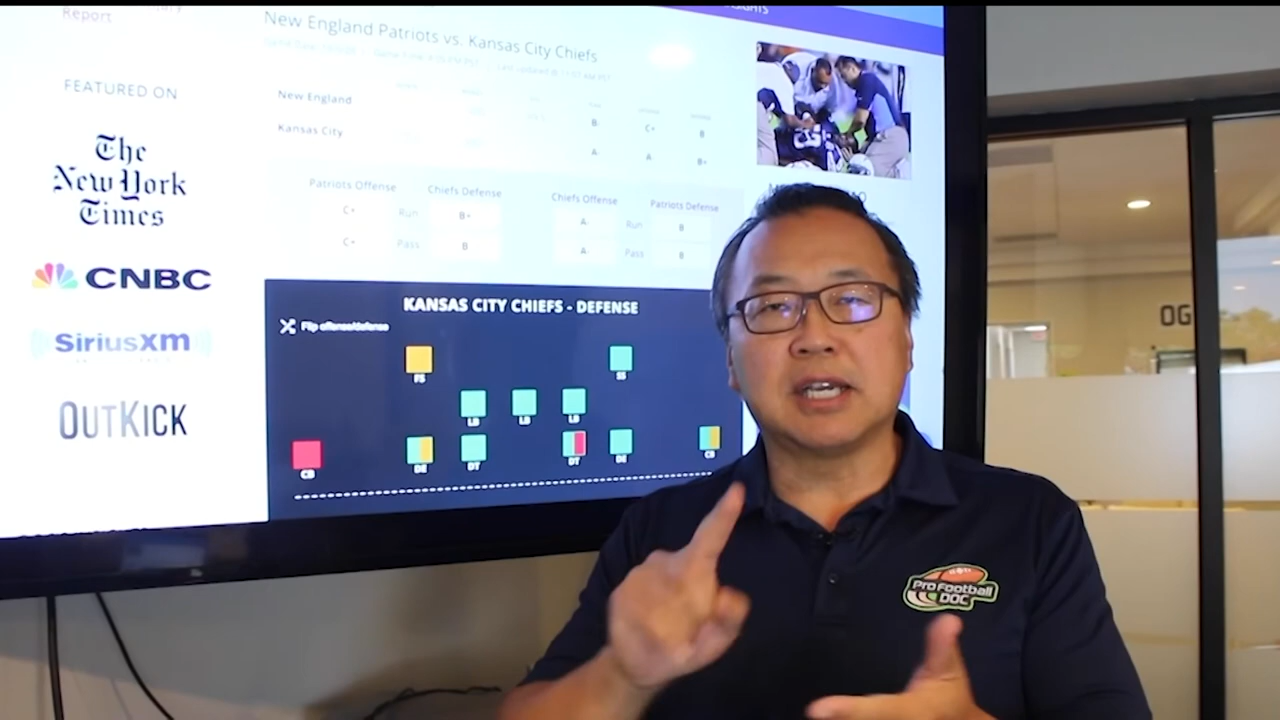 Report
INSIGHTS
New England Patriots vs. Kansas City Chiefs
FEATURED ON
The
New York
Times
CNBC
SiriusXM
OUTKICK
New England
B-
C+
B
Kansas City
A-
A-
B+
Patriots Offense
Chiefs Defense
Chiefs Offense
Patriots Defense
C+
Run
B+
A-
Run
B
C+
Pass
B
A-
Pass
B
KANSAS CITY CHIEFS - DEFENSE
Flip offense/defense
FS
SS
LB
LB
LB
CB
DE
DT
DT
DE
CB
OG
Pro Football
DOC